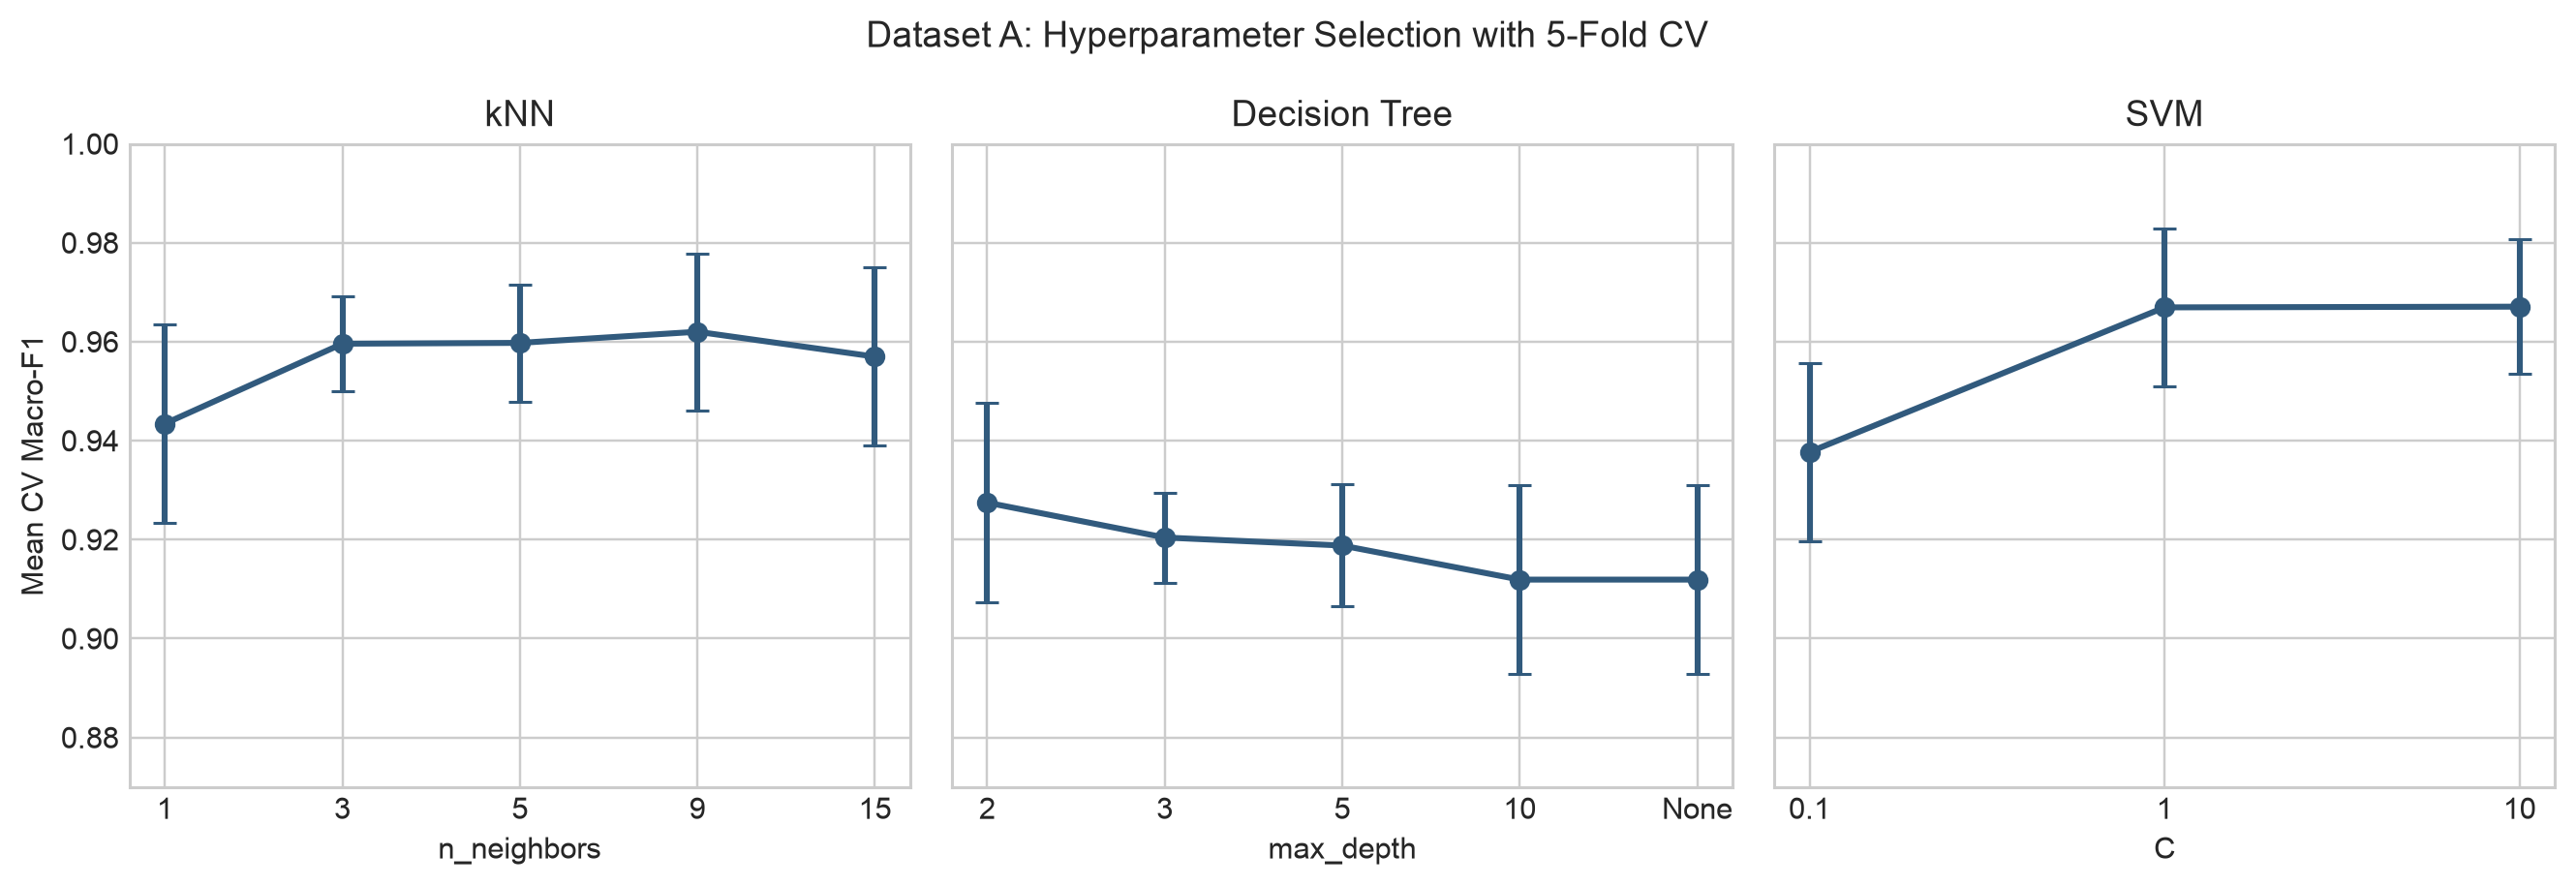 Dataset A: Hyperparameter Selection with 5-Fold CV
kNN
Decision Tree
SVM
Mean CV Macro-F1
1.00
0.98
0.96
0.94
0.92
0.90
0.88
1 3 5 9 15
n_neighbors
2 3 5 10 None
max_depth
0.1 1 10
C